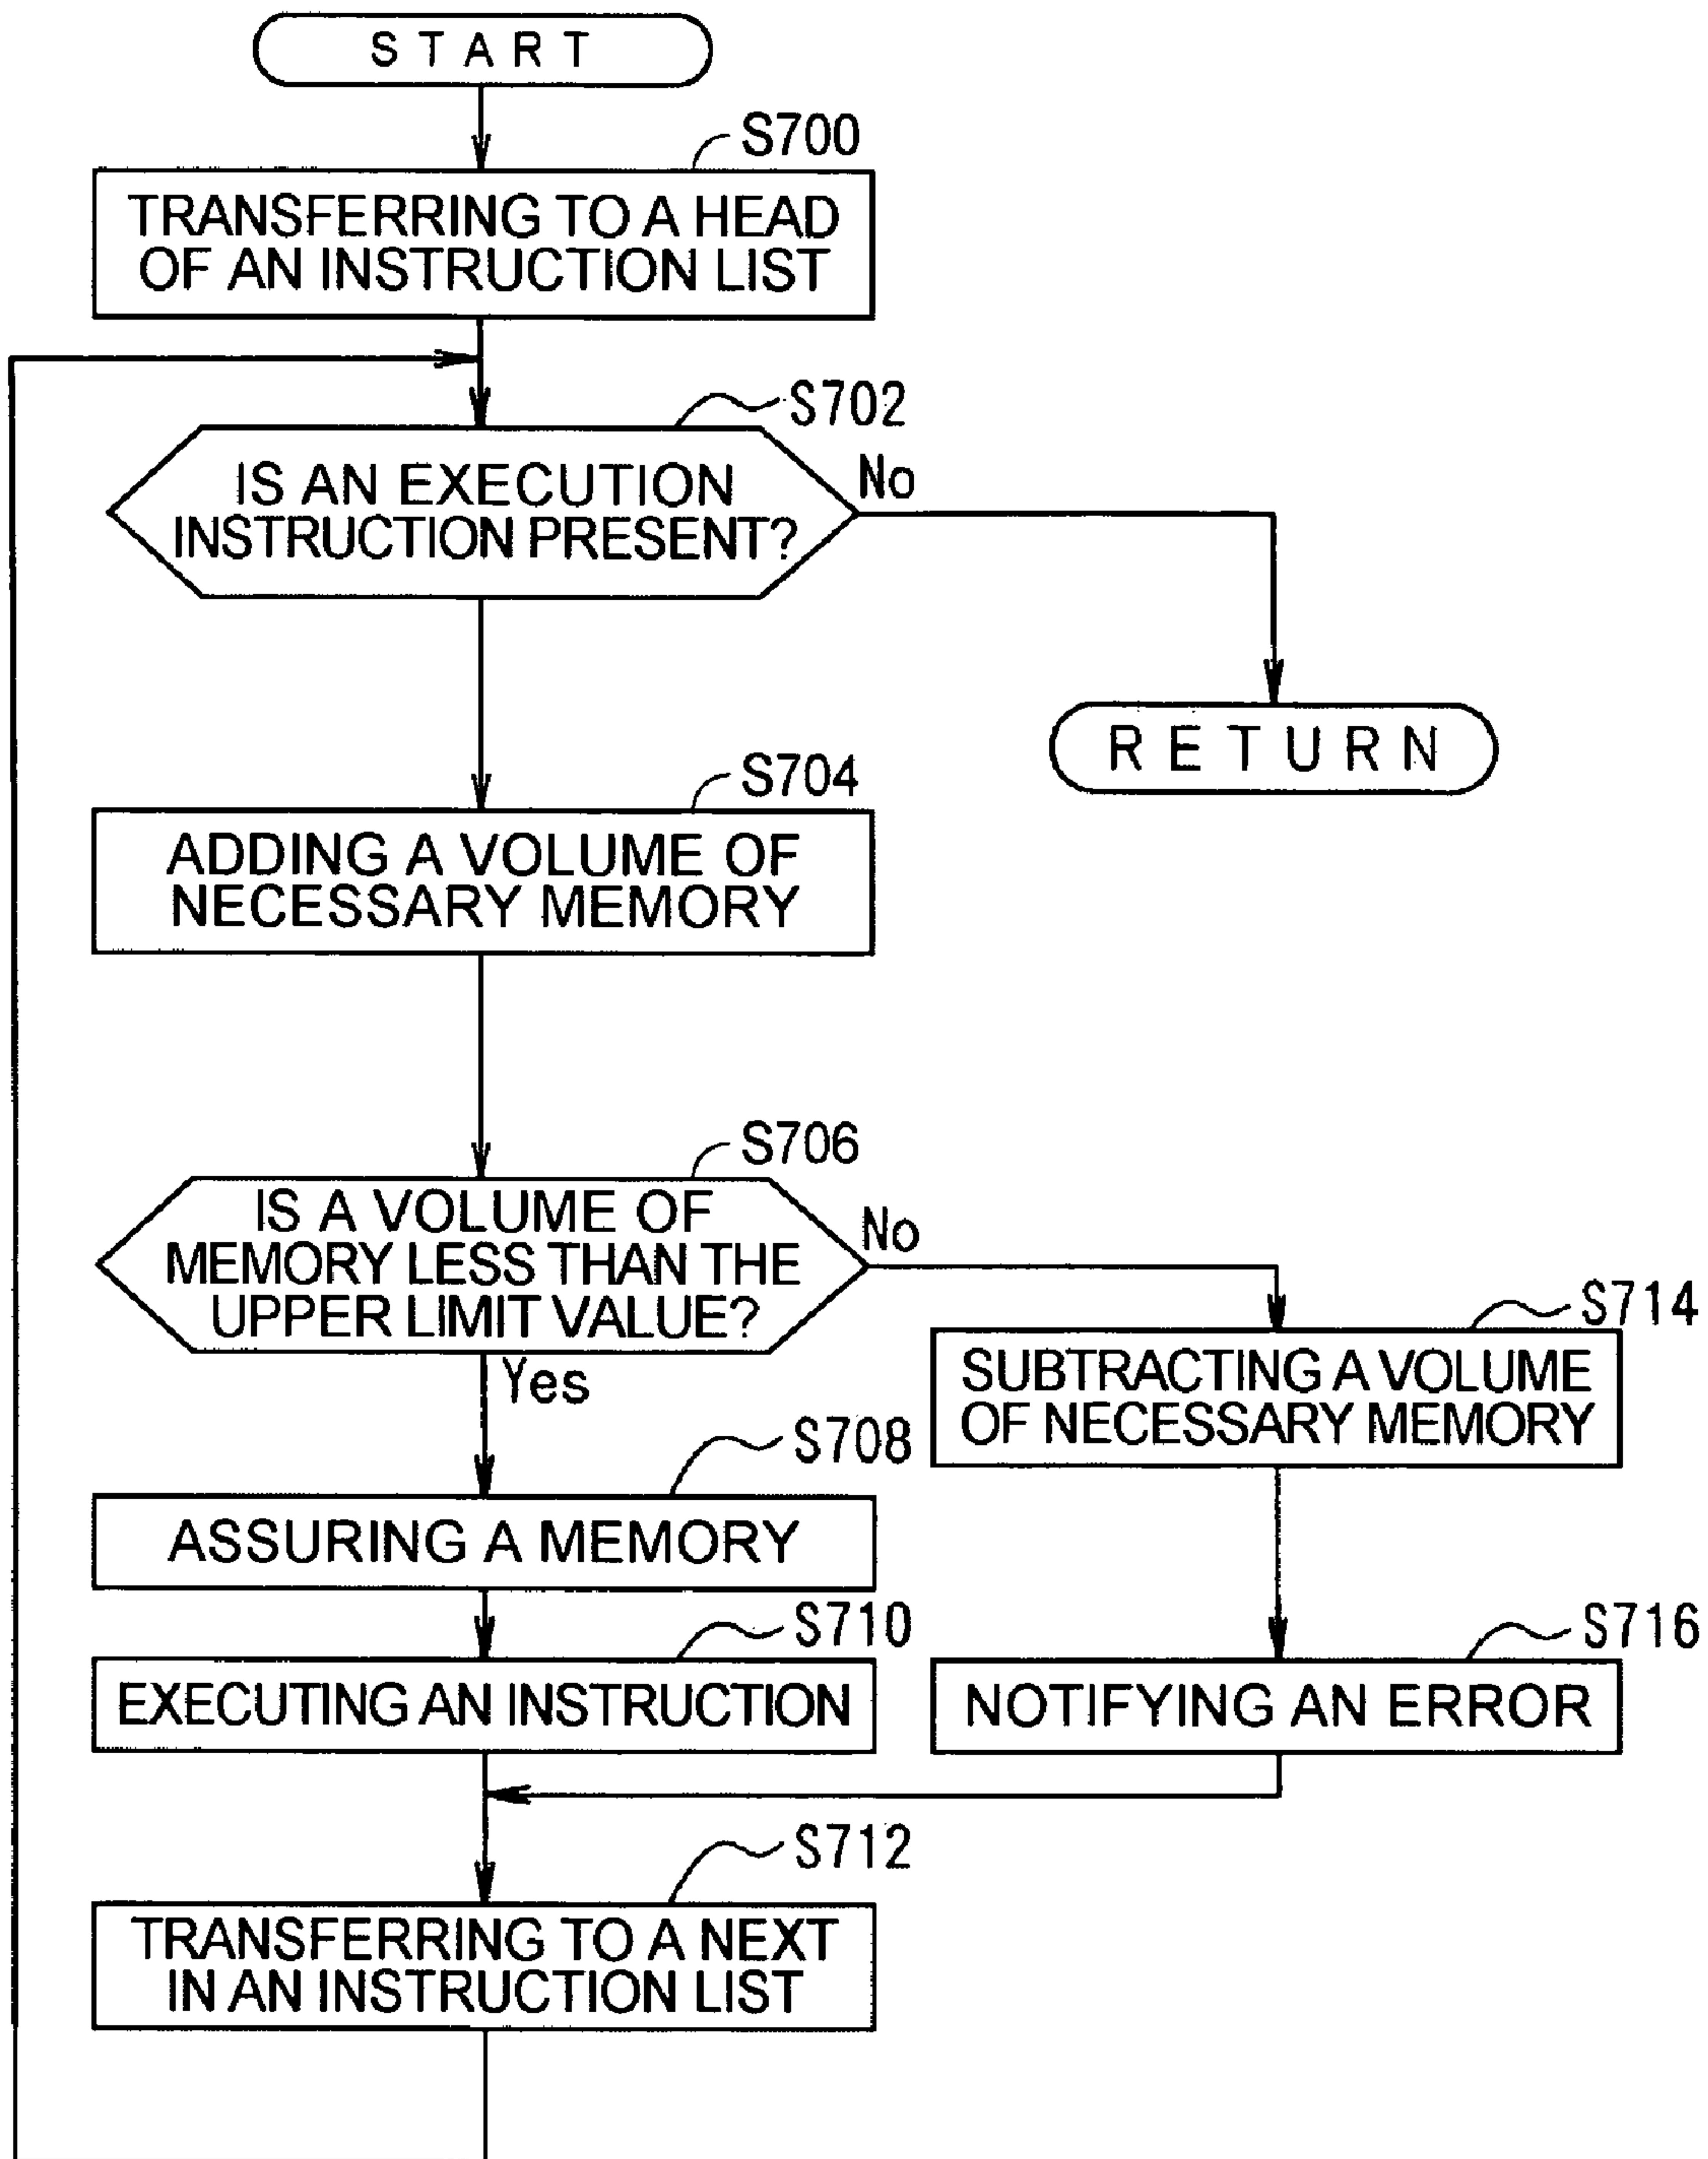 START
S700
TRANSFERRING TO A HEAD
OF AN INSTRUCTION LIST
S702
IS AN EXECUTION
INSTRUCTION PRESENT?
No
RETURN
S704
ADDING A VOLUME OF
NECESSARY MEMORY
S706
IS A VOLUME OF
MEMORY LESS THAN THE
UPPER LIMIT VALUE?
No
Yes
S714
SUBTRACTING A VOLUME
OF NECESSARY MEMORY
S708
ASSURING A MEMORY
S710
EXECUTING AN INSTRUCTION
S716
NOTIFYING AN ERROR
S712
TRANSFERRING TO A NEXT
IN AN INSTRUCTION LIST